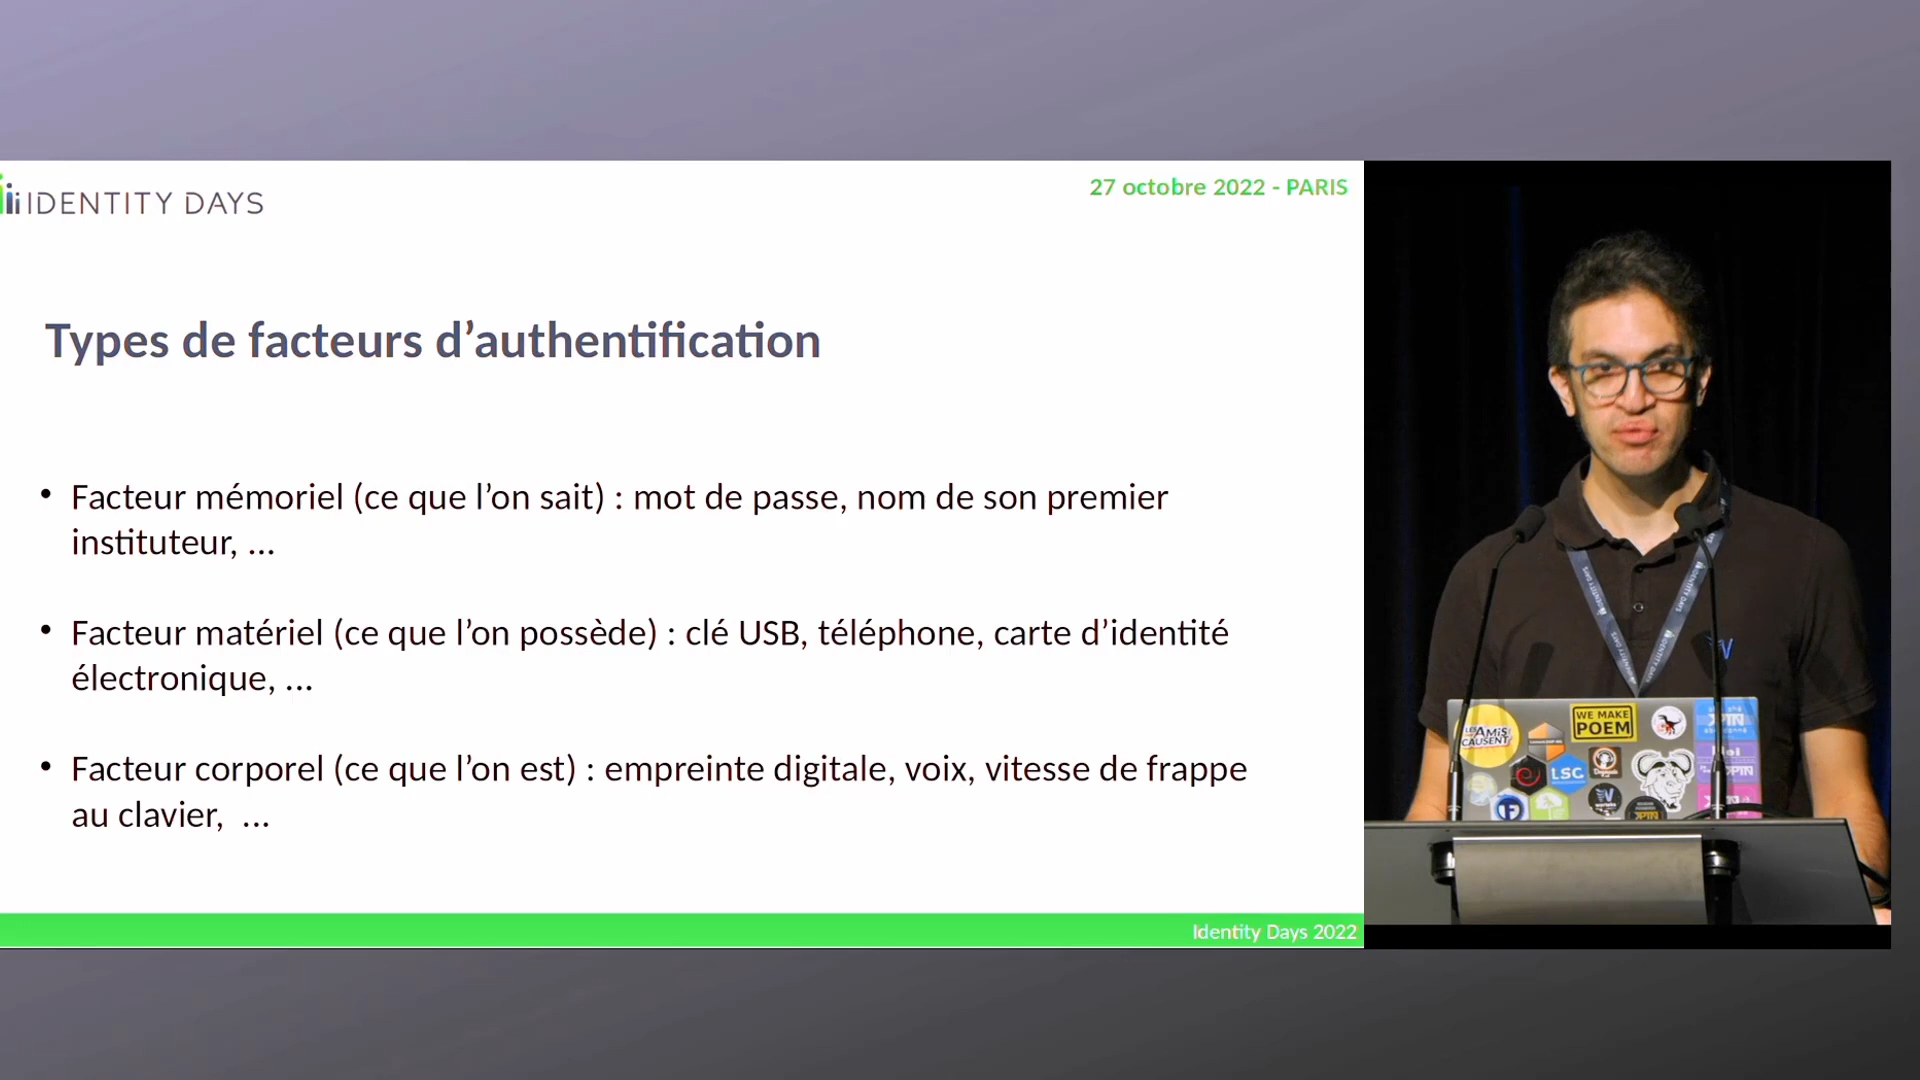 IDENTITY DAYS
27 octobre 2022 - PARIS
Types de facteurs d’authentification
• Facteur mémoriel (ce que l’on sait) : mot de passe, nom de son premier
instituteur, ...
• Facteur matériel (ce que l’on possède) : clé USB, téléphone, carte d’identité
électronique, ...
• Facteur corporel (ce que l’on est) : empreinte digitale, voix, vitesse de frappe
au clavier, ...
Identity Days 2022
LES AMIS
CAUSENT
WE MAKE
POEM
LSC